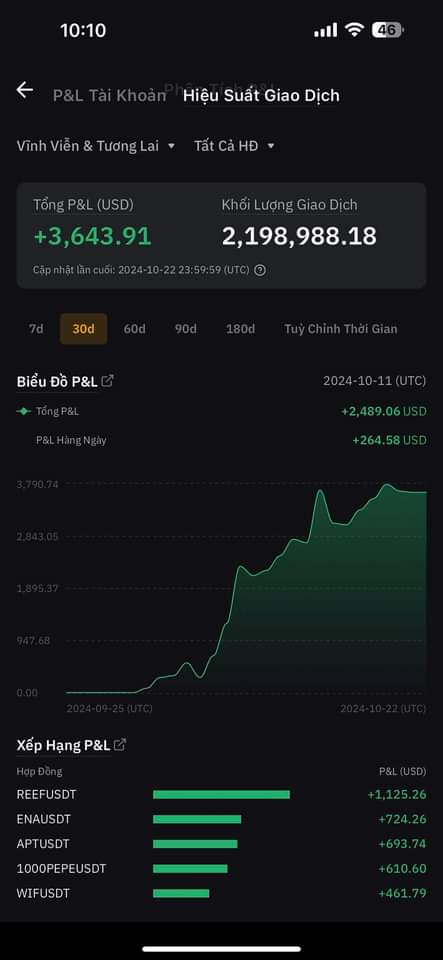 10:10
46
P&L Tài Khoản Hiệu Suất Giao Dịch
Phân Tích P&L
Vĩnh Viễn & Tương Lai Tất Cả HĐ
Tổng P&L (USD) Khối Lượng Giao Dịch
+3,643.91 2,198,988.18
Cập nhật lần cuối: 2024-10-22 23:59:59 (UTC)
7d 30d 60d 90d 180d Tuỳ Chỉnh Thời Gian
Biểu Đồ P&L 2024-10-11 (UTC)
Tổng P&L +2,489.06 USD
P&L Hàng Ngày +264.58 USD
3,790.74
2,843.05
1,895.37
947.68
0.00
2024-09-25 (UTC) 2024-10-22 (UTC)
Xếp Hạng P&L
Hợp Đồng P&L (USD)
REEFUSDT +1,125.26
ENAUSDT +724.26
APTUSDT +693.74
1000PEPEUSDT +610.60
WIFUSDT +461.79